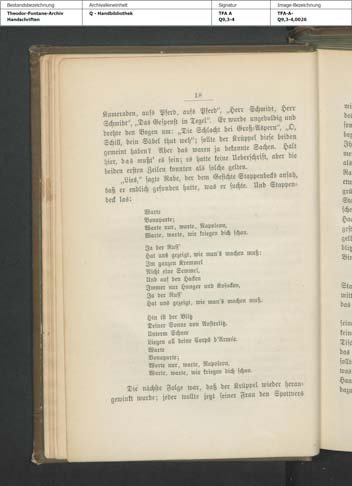 Bestandsbezeichnung
Archivalieneinheit
Signatur
Image-Bezeichnung
Theodor-Fontane-Archiv
Handschriften
Q - Handbibliothek
TFA A
Q9,3-4
TFA-A-
Q9,3-4,0026
18
Kameraden, aufs Pferd, aufs Pferd“, „Herr Schmidt, Herr
Schmidt“, „Das Gespenst in Tegel“. Er wurde ungeduldig und
drehte den Bogen um: „Die Schlacht bei Groß-Aspern“, „O,
Schill, dein Säbel thut weh“; sollte der Krüppel diese beiden
gemeint haben? Aber das waren ja bekannte Sachen. Halt
hier, das mußt’ es sein; es hatte keine Ueberschrift, aber die
beiden ersten Zeilen konnten als solche gelten.
„Lies,“ sagte Rabe, der dem Gesichte Stappenbecks ansah,
daß er endlich gefunden hatte, was er suchte. Und Stappen-
beck las:
Warte
Bonaparte;
Warte nur, warte, Napoleon,
Warte, warte, wir kriegen dich schon.
Ja der Russ’
Hat uns gezeigt, wie man’s machen muß:
Im ganzen Kremmel
Nicht eine Semmel,
Und auf den Hacken
Immer nur Hunger und Kosacken,
Ja der Russ’
Hat uns gezeigt, wie man’s machen muß.
Hin ist der Blitz
Deiner Sonne von Austerlitz,
Unterm Schnee
Liegen all deine Corps d’Armée.
Warte
Bonaparte;
Warte nur, warte, Napoleon,
Warte, warte, wir kriegen dich schon.
Die nächste Folge war, daß der Krüppel wieder heran-
gewinkt wurde; jeder wollte jetzt seiner Frau den Spottvers